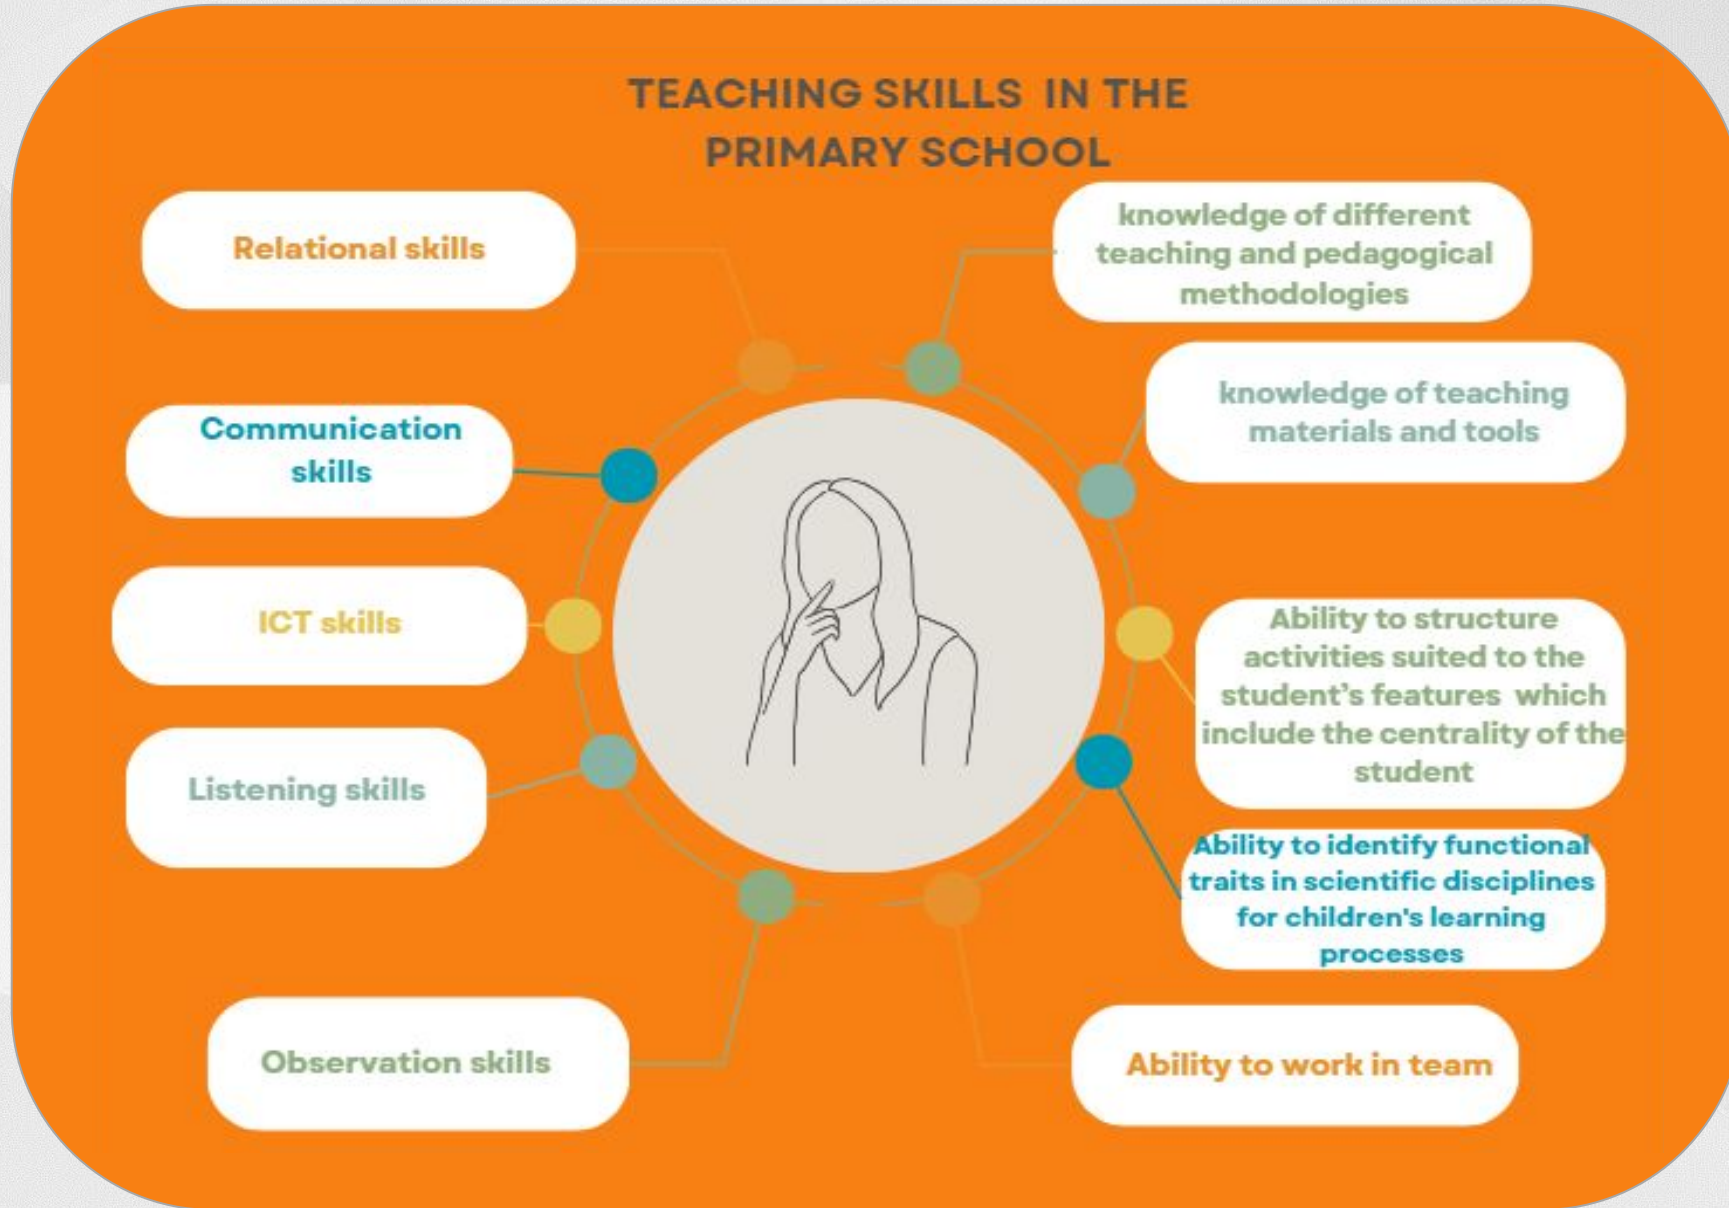 TEACHING SKILLS IN THE
PRIMARY SCHOOL
Relational skills
Communication
skills
ICT skills
Listening skills
Observation skills
knowledge of different
teaching and pedagogical
methodologies
knowledge of teaching
materials and tools
Ability to structure
activities suited to the
student’s features which
include the centrality of the
student
Ability to identify functional
traits in scientific disciplines
for children's learning
processes
Ability to work in team